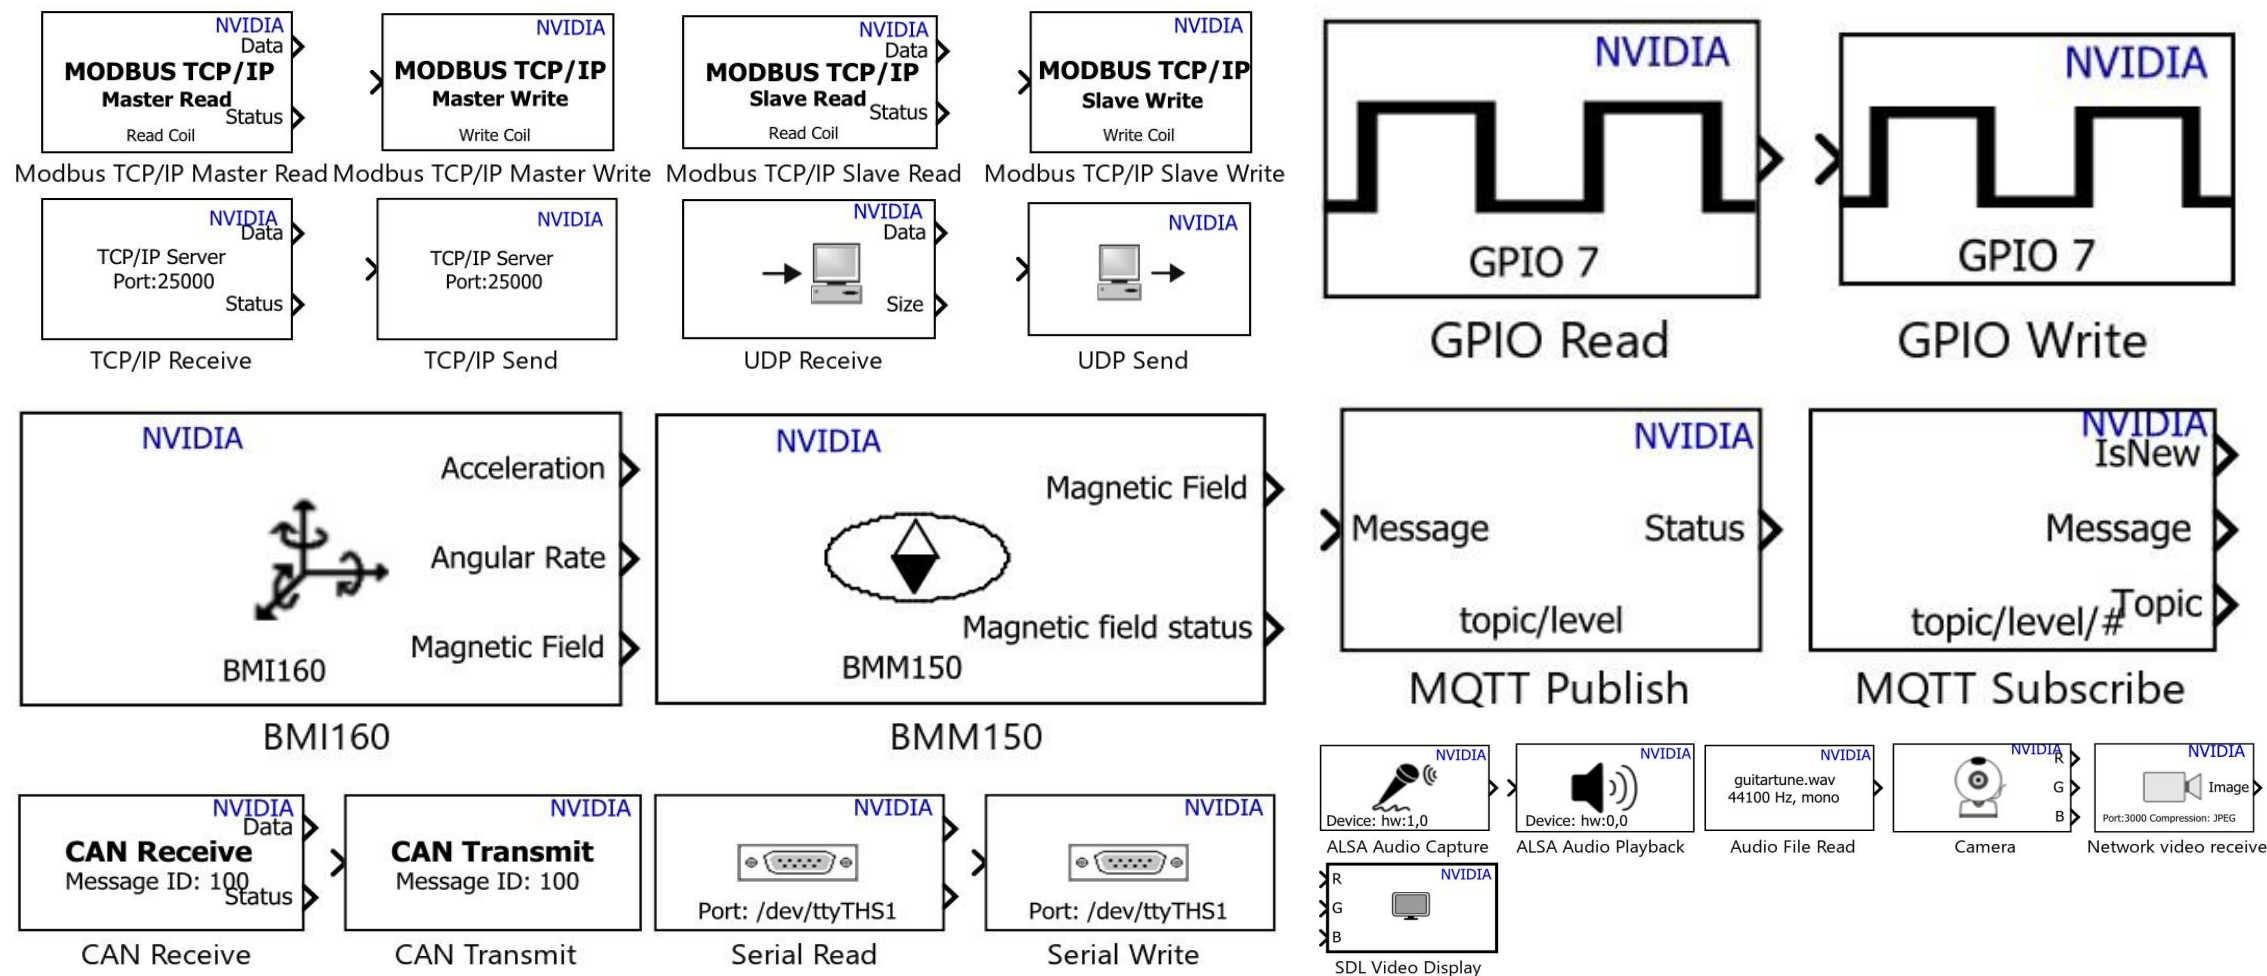 NVIDIA
Data
MODBUS TCP/IP
Master Read
Status
Read Coil
Modbus TCP/IP Master Read
NVIDIA
MODBUS TCP/IP
Master Write
Write Coil
Modbus TCP/IP Master Write
NVIDIA
Data
MODBUS TCP/IP
Slave Read
Status
Read Coil
Modbus TCP/IP Slave Read
NVIDIA
MODBUS TCP/IP
Slave Write
Write Coil
Modbus TCP/IP Slave Write
NVIDIA
GPIO 7
GPIO Read
NVIDIA
GPIO 7
GPIO Write
NVIDIA
Data
TCP/IP Server
Port:25000
Status
TCP/IP Receive
NVIDIA
TCP/IP Server
Port:25000
TCP/IP Send
NVIDIA
Data
Size
UDP Receive
NVIDIA
UDP Send
NVIDIA
Acceleration
Angular Rate
Magnetic Field
BMI160
BMI160
NVIDIA
Magnetic Field
Magnetic field status
BMM150
BMM150
NVIDIA
Message
Status
topic/level
MQTT Publish
NVIDIA
IsNew
Message
Topic
topic/level/#
MQTT Subscribe
NVIDIA
Data
CAN Receive
Message ID: 100
Status
CAN Receive
NVIDIA
CAN Transmit
Message ID: 100
CAN Transmit
NVIDIA
Port: /dev/ttyTHS1
Serial Read
NVIDIA
Port: /dev/ttyTHS1
Serial Write
NVIDIA
Device: hw:1,0
ALSA Audio Capture
NVIDIA
Device: hw:0,0
ALSA Audio Playback
NVIDIA
guitartune.wav
44100 Hz, mono
Audio File Read
NVIDIA
R
G
B
Camera
NVIDIA
Image
Port:3000 Compression: JPEG
Network video receive
NVIDIA
R
G
B
SDL Video Display